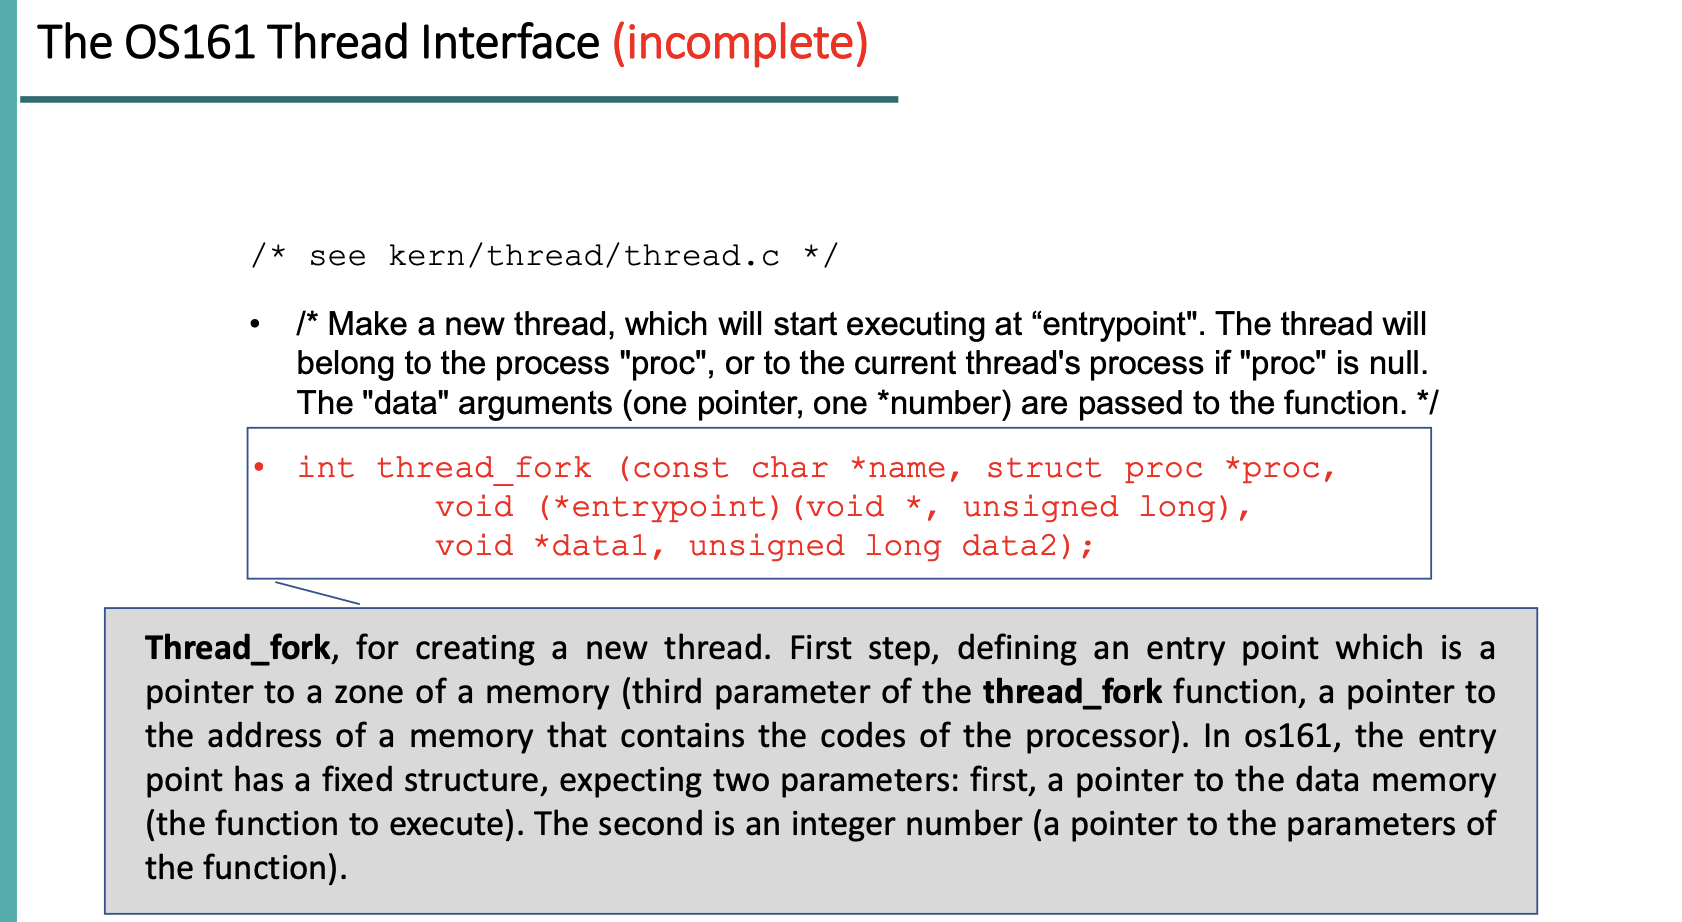 The OS161 Thread Interface (incomplete)
/* see kern/thread/thread.c */
• /* Make a new thread, which will start executing at “entrypoint". The thread will
belong to the process "proc", or to the current thread's process if "proc" is null.
The "data" arguments (one pointer, one *number) are passed to the function. */
• int thread_fork (const char *name, struct proc *proc,
void (*entrypoint)(void *, unsigned long),
void *data1, unsigned long data2);
Thread_fork, for creating a new thread. First step, defining an entry point which is a
pointer to a zone of a memory (third parameter of the thread_fork function, a pointer to
the address of a memory that contains the codes of the processor). In os161, the entry
point has a fixed structure, expecting two parameters: first, a pointer to the data memory
(the function to execute). The second is an integer number (a pointer to the parameters of
the function).